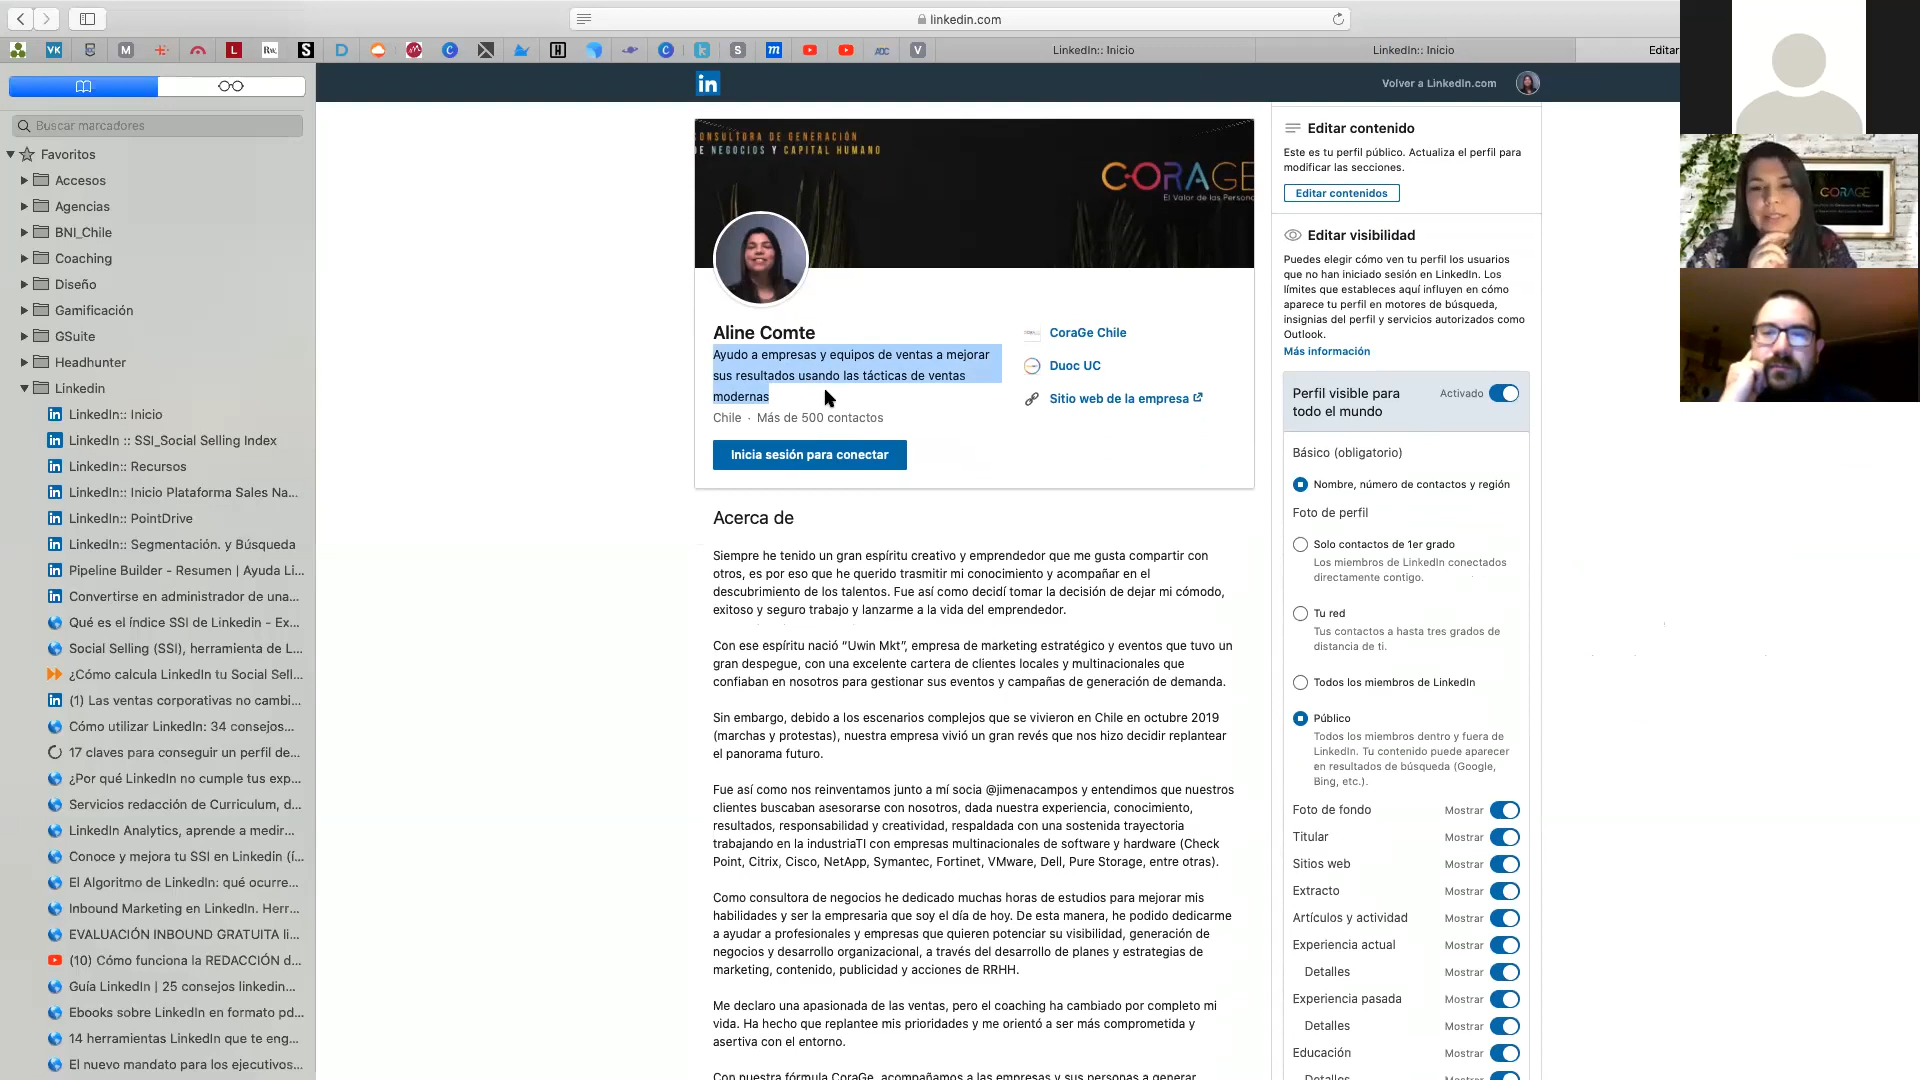 linkedin.com
LinkedIn:: Inicio
LinkedIn:: Inicio
Editar
Buscar marcadores
Favoritos
Accesos
Agencias
BNI_Chile
Coaching
Diseño
Gamificación
GSuite
Headhunter
Linkedin
LinkedIn:: Inicio
LinkedIn :: SSI_Social Selling Index
LinkedIn:: Recursos
LinkedIn:: Inicio Plataforma Sales Na...
LinkedIn:: PointDrive
LinkedIn:: Segmentación. y Búsqueda
Pipeline Builder - Resumen | Ayuda Li...
Convertirse en administrador de una...
Qué es el índice SSI de Linkedin - Ex...
Social Selling (SSI), herramienta de L...
¿Cómo calcula LinkedIn tu Social Sell...
(1) Las ventas corporativas no cambi...
Cómo utilizar LinkedIn: 34 consejos...
17 claves para conseguir un perfil de...
¿Por qué LinkedIn no cumple tus exp...
Servicios redacción de Curriculum, d...
LinkedIn Analytics, aprende a medir...
Conoce y mejora tu SSI en Linkedin (í...
El Algoritmo de LinkedIn: qué ocurre...
Inbound Marketing en LinkedIn. Herr...
EVALUACIÓN INBOUND GRATUITA li...
(10) Cómo funciona la REDACCIÓN d...
Guía LinkedIn | 25 consejos linkedin...
Ebooks sobre LinkedIn en formato pd...
14 herramientas LinkedIn que te eng...
El nuevo mandato para los ejecutivos...
in
Volver a LinkedIn.com
CONSULTORA DE GENERACIÓN
DE NEGOCIOS Y CAPITAL HUMANO
CORAGE
El Valor de las Persona
Aline Comte
Ayudo a empresas y equipos de ventas a mejorar
sus resultados usando las tácticas de ventas
modernas
Chile · Más de 500 contactos
Inicia sesión para conectar
CoraGe Chile
Duoc UC
Sitio web de la empresa
Acerca de
Siempre he tenido un gran espíritu creativo y emprendedor que me gusta compartir con
otros, es por eso que he querido trasmitir mi conocimiento y acompañar en el
descubrimiento de los talentos. Fue así como decidí tomar la decisión de dejar mi cómodo,
exitoso y seguro trabajo y lanzarme a la vida del emprendedor.
Con ese espíritu nació “Uwin Mkt”, empresa de marketing estratégico y eventos que tuvo un
gran despegue, con una excelente cartera de clientes locales y multinacionales que
confiaban en nosotros para gestionar sus eventos y campañas de generación de demanda.
Sin embargo, debido a los escenarios complejos que se vivieron en Chile en octubre 2019
(marchas y protestas), nuestra empresa vivió un gran revés que nos hizo decidir replantear
el panorama futuro.
Fue así como nos reinventamos junto a mí socia @jimenacampos y entendimos que nuestros
clientes buscaban asesorarse con nosotros, dada nuestra experiencia, conocimiento,
resultados, responsabilidad y creatividad, respaldada con una sostenida trayectoria
trabajando en la industriaTI con empresas multinacionales de software y hardware (Check
Point, Citrix, Cisco, NetApp, Symantec, Fortinet, VMware, Dell, Pure Storage, entre otras).
Como consultora de negocios he dedicado muchas horas de estudios para mejorar mis
habilidades y ser la empresaria que soy el día de hoy. De esta manera, he podido dedicarme
a ayudar a profesionales y empresas que quieren potenciar su visibilidad, generación de
negocios y desarrollo organizacional, a través del desarrollo de planes y estrategias de
marketing, contenido, publicidad y acciones de RRHH.
Me declaro una apasionada de las ventas, pero el coaching ha cambiado por completo mi
vida. Ha hecho que replantee mis prioridades y me orientó a ser más comprometida y
asertiva con el entorno.
Con nuestra fórmula CoraGe, acompañamos a las empresas y sus personas a generar
Editar contenido
Este es tu perfil público. Actualiza el perfil para
modificar las secciones.
Editar contenidos
Editar visibilidad
Puedes elegir cómo ven tu perfil los usuarios
que no han iniciado sesión en LinkedIn. Los
límites que estableces aquí influyen en cómo
aparece tu perfil en motores de búsqueda,
insignias del perfil y servicios autorizados como
Outlook.
Más información
Perfil visible para
todo el mundo
Activado
Básico (obligatorio)
Nombre, número de contactos y región
Foto de perfil
Solo contactos de 1er grado
Los miembros de LinkedIn conectados
directamente contigo.
Tu red
Tus contactos a hasta tres grados de
distancia de ti.
Todos los miembros de LinkedIn
Público
Todos los miembros dentro y fuera de
LinkedIn. Tu contenido puede aparecer
en resultados de búsqueda (Google,
Bing, etc.).
Foto de fondo Mostrar
Titular Mostrar
Sitios web Mostrar
Extracto Mostrar
Artículos y actividad Mostrar
Experiencia actual Mostrar
Detalles Mostrar
Experiencia pasada Mostrar
Detalles Mostrar
Educación Mostrar
Detalles Mostrar
CORAGE